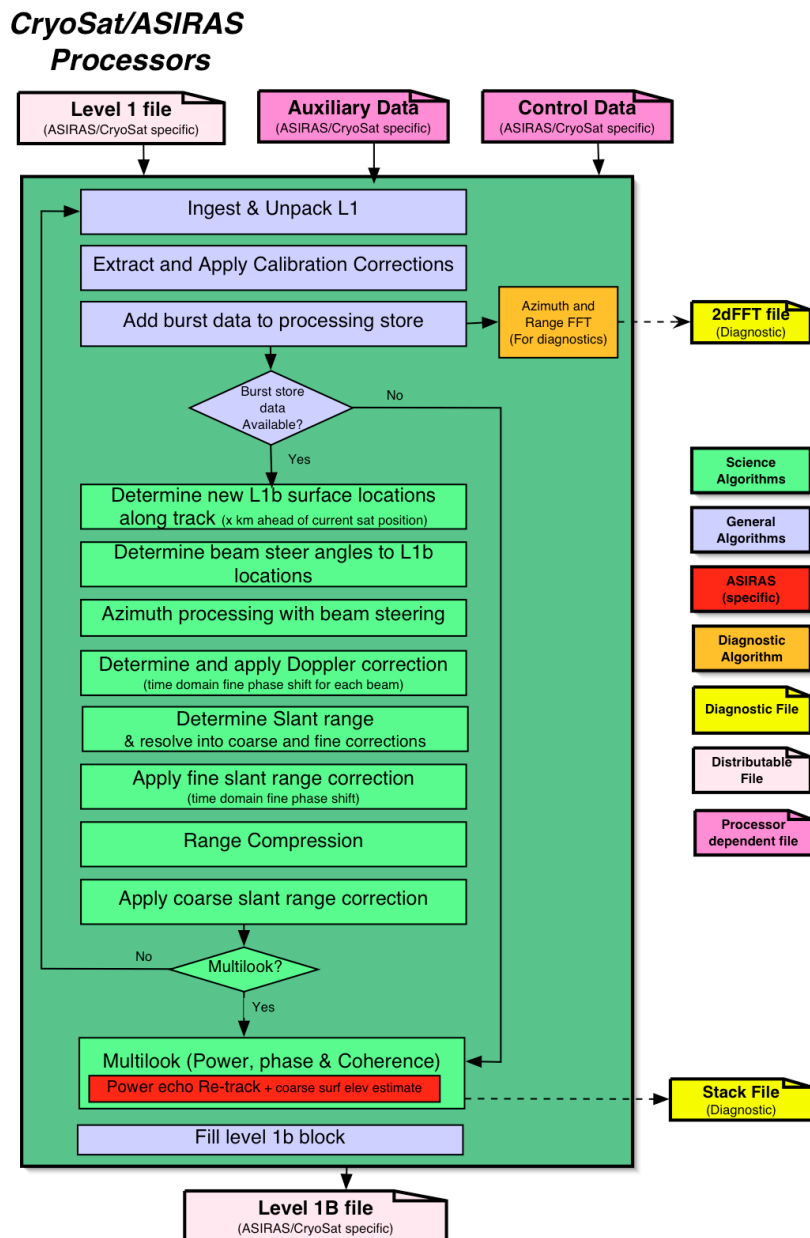 CryoSat/ASIRAS
Processors
Level 1 file
(ASIRAS/CryoSat specific)
Auxiliary Data
(ASIRAS/CryoSat specific)
Control Data
(ASIRAS/CryoSat specific)
Ingest & Unpack L1
Extract and Apply Calibration Corrections
Add burst data to processing store
Azimuth and
Range FFT
(For diagnostics)
2dFFT file
(Diagnostic)
Burst store
data
Available?
No
Yes
Determine new L1b surface locations
along track (x km ahead of current sat position)
Determine beam steer angles to L1b
locations
Azimuth processing with beam steering
Determine and apply Doppler correction
(time domain fine phase shift for each beam)
Determine Slant range
& resolve into coarse and fine corrections
Apply fine slant range correction
(time domain fine phase shift)
Range Compression
Apply coarse slant range correction
No
Multilook?
Yes
Multilook (Power, phase & Coherence)
Power echo Re-track + coarse surf elev estimate
Stack File
(Diagnostic)
Fill level 1b block
Level 1B file
(ASIRAS/CryoSat specific)
Science
Algorithms
General
Algorithms
ASIRAS
(specific)
Diagnostic
Algorithm
Diagnostic File
Distributable
File
Processor
dependent file